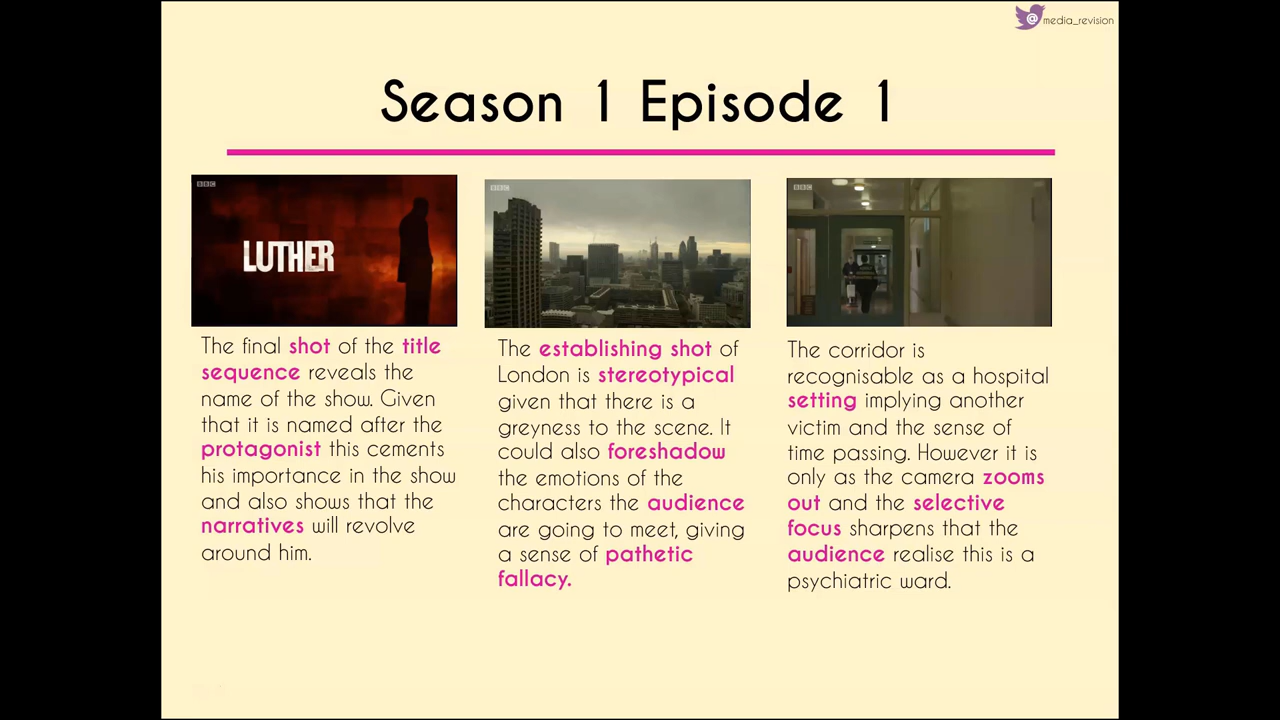 @media_revision
Season 1 Episode 1
BBC
LUTHER
The final shot of the title
sequence reveals the
name of the show. Given
that it is named after the
protagonist this cements
his importance in the show
and also shows that the
narratives will revolve
around him.
BBC
The establishing shot of
London is stereotypical
given that there is a
greyness to the scene. It
could also foreshadow
the emotions of the
characters the audience
are going to meet, giving
a sense of pathetic
fallacy.
BBC
The corridor is
recognisable as a hospital
setting implying another
victim and the sense of
time passing. However it is
only as the camera zooms
out and the selective
focus sharpens that the
audience realise this is a
psychiatric ward.